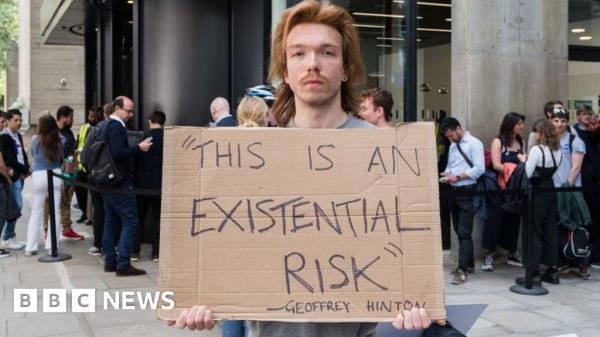 "THIS IS AN
EXISTENTIAL
RISK"
—GEOFFREY HINTON
BBC NEWS